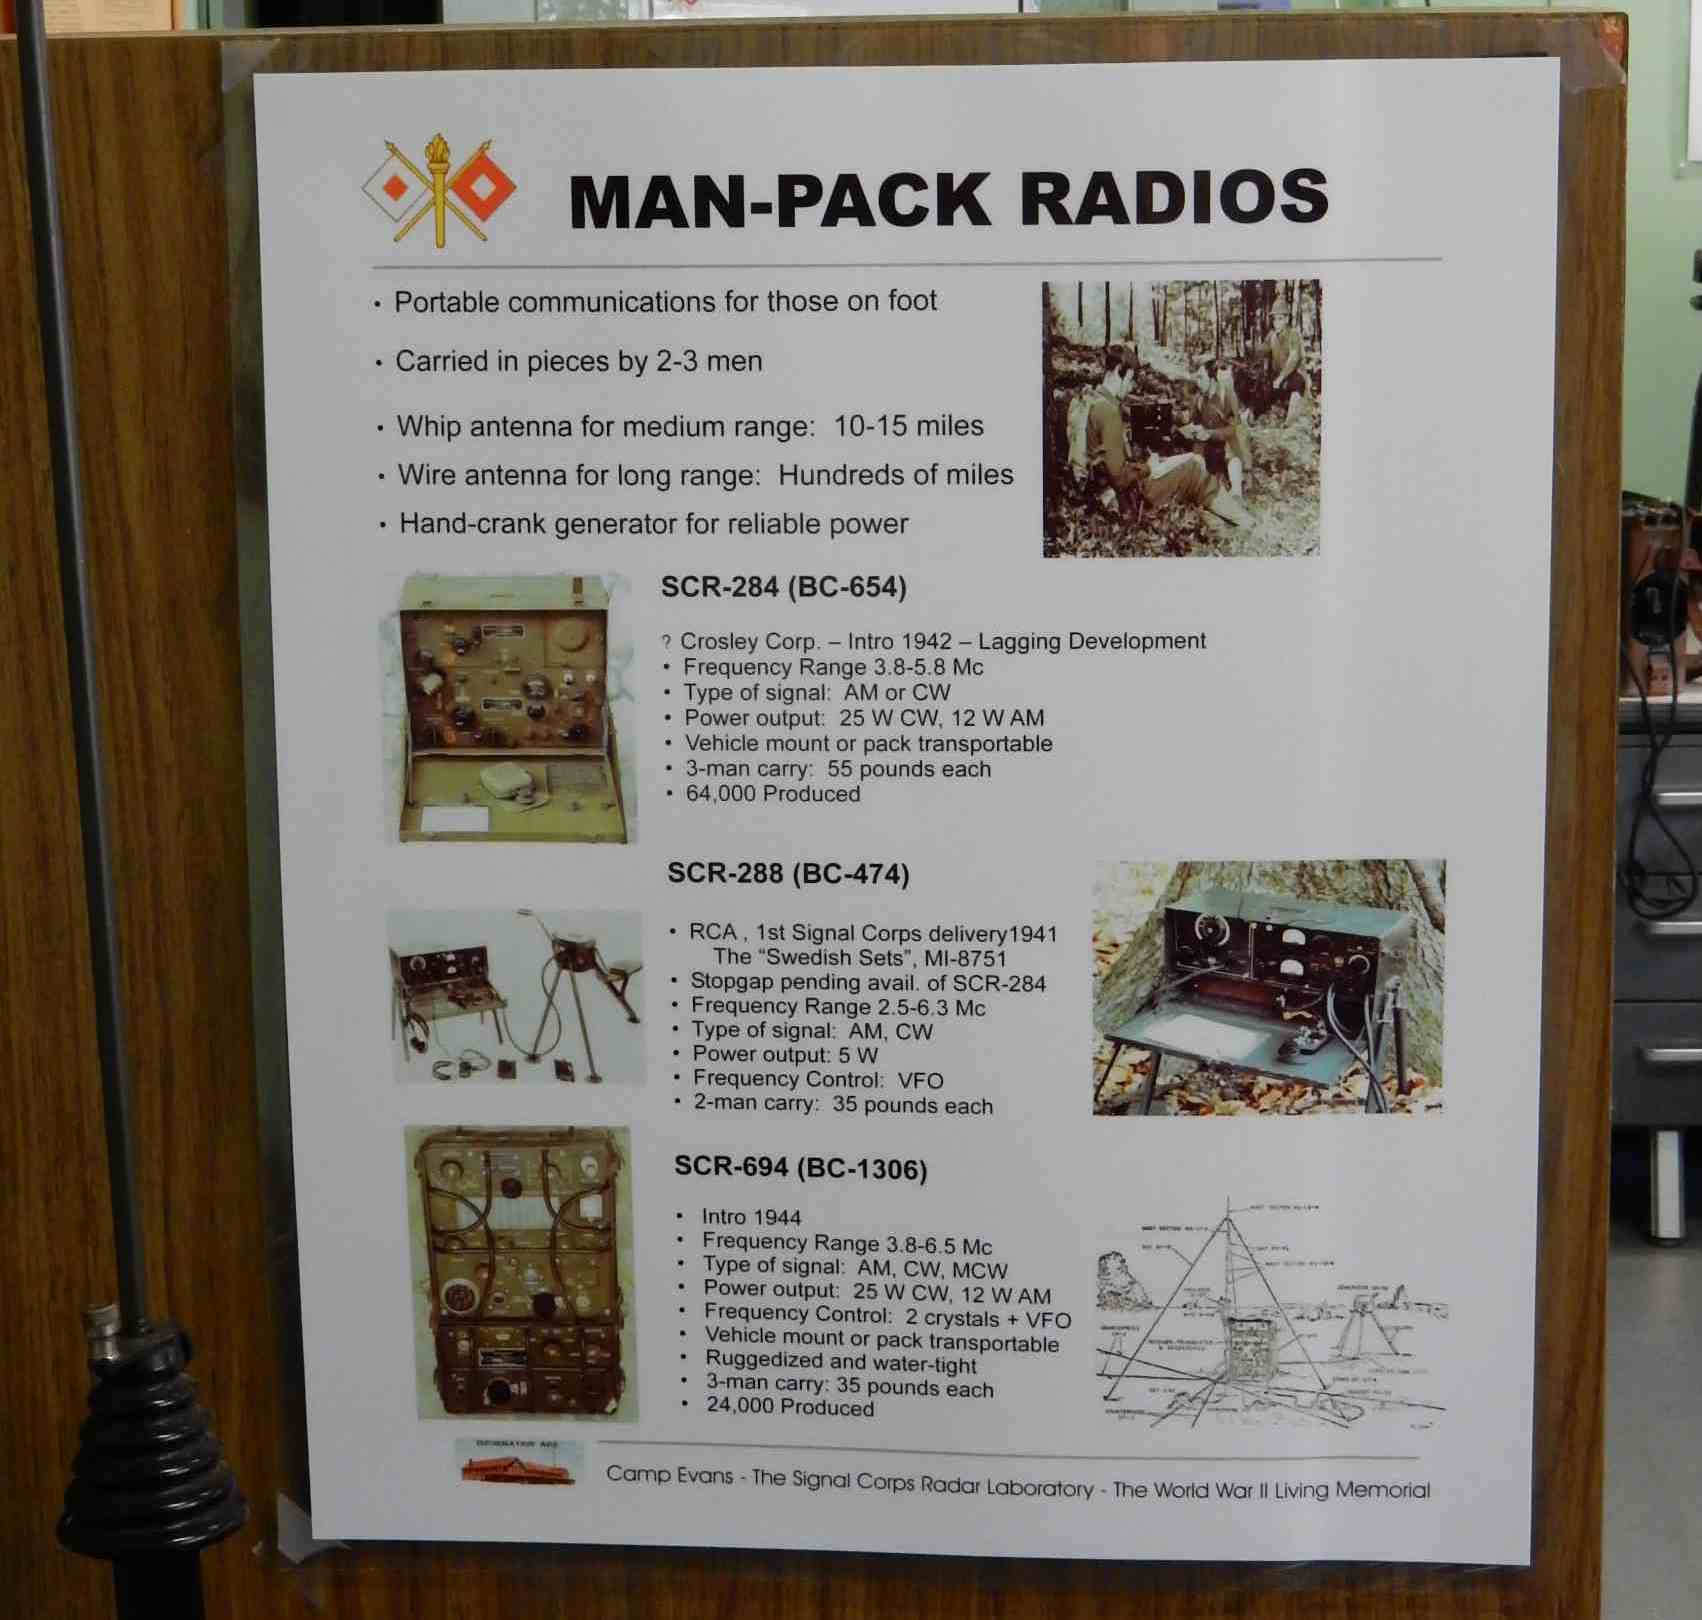 MAN-PACK RADIOS
• Portable communications for those on foot
• Carried in pieces by 2-3 men
• Whip antenna for medium range: 10-15 miles
• Wire antenna for long range: Hundreds of miles
• Hand-crank generator for reliable power
SCR-284 (BC-654)
? Crosley Corp. – Intro 1942 – Lagging Development
• Frequency Range 3.8-5.8 Mc
• Type of signal: AM or CW
• Power output: 25 W CW, 12 W AM
• Vehicle mount or pack transportable
• 3-man carry: 55 pounds each
• 64,000 Produced
SCR-288 (BC-474)
• RCA , 1st Signal Corps delivery1941
The “Swedish Sets”, MI-8751
• Stopgap pending avail. of SCR-284
• Frequency Range 2.5-6.3 Mc
• Type of signal: AM, CW
• Power output: 5 W
• Frequency Control: VFO
• 2-man carry: 35 pounds each
SCR-694 (BC-1306)
• Intro 1944
• Frequency Range 3.8-6.5 Mc
• Type of signal: AM, CW, MCW
• Power output: 25 W CW, 12 W AM
• Frequency Control: 2 crystals + VFO
• Vehicle mount or pack transportable
• Ruggedized and water-tight
• 3-man carry: 35 pounds each
• 24,000 Produced
INFORMATION AGE
Camp Evans - The Signal Corps Radar Laboratory - The World War II Living Memorial